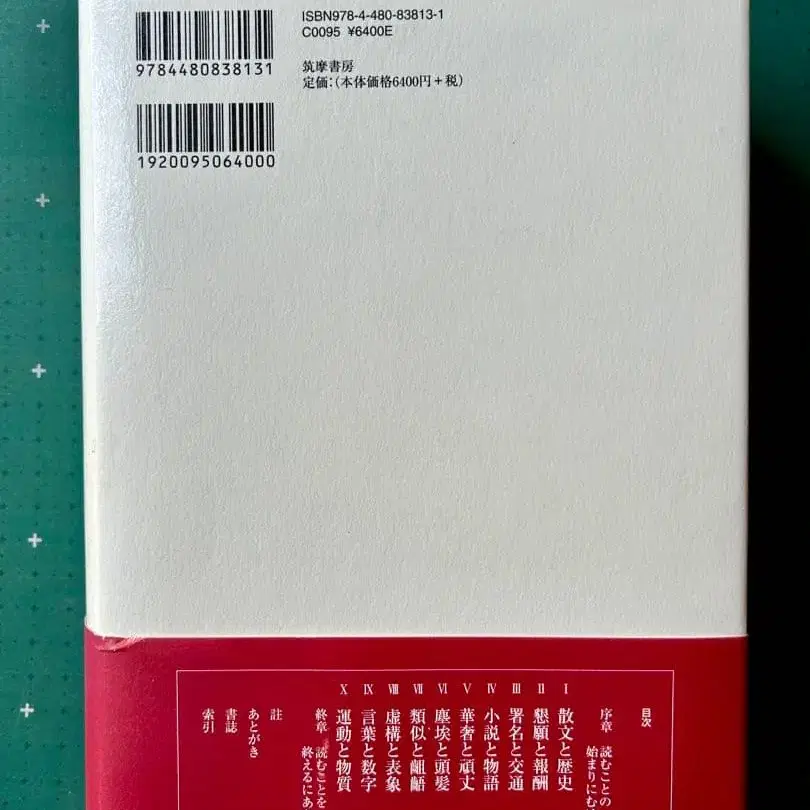 ISBN978-4-480-83813-1
C0095 ¥6400E
9784480838131
筑摩書房
定価:(本体価格6400円+税)
1920095064000
目次
序章 読むことの
始まりにむ
I 散文と歴史
II 懇願と報酬
III 署名と交通
IV 小説と物語
V 華奢と頑丈
VI 塵埃と頭髪
VII 類似と齟齬
VIII 虚構と表象
IX 言葉と数字
X 運動と物質
終章 読むことを
終えるにあ
註
あとがき
書誌
索引